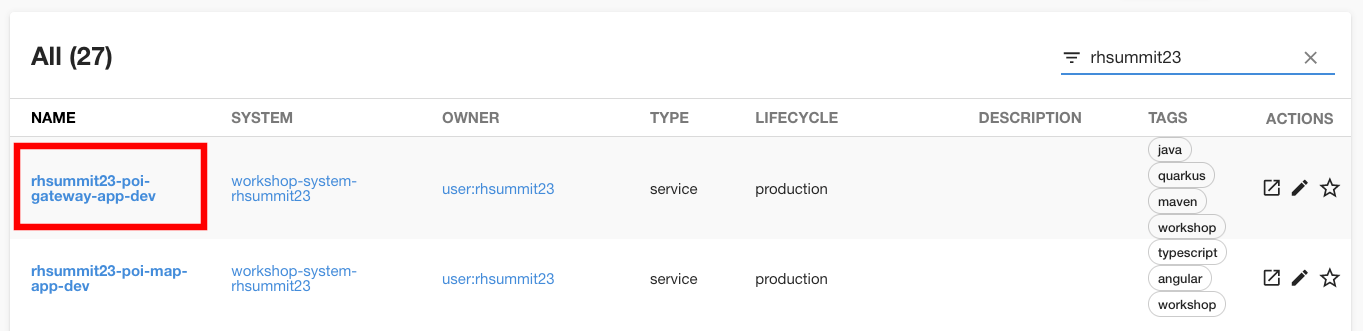 All (27)
rhsummit23
NAME SYSTEM OWNER TYPE LIFECYCLE DESCRIPTION TAGS ACTIONS
rhsummit23-poi-
gateway-app-dev
workshop-system-
rhsummit23
user:rhsummit23
service
production
java
quarkus
maven
workshop
rhsummit23-poi-map-
app-dev
workshop-system-
rhsummit23
user:rhsummit23
service
production
typescript
angular
workshop